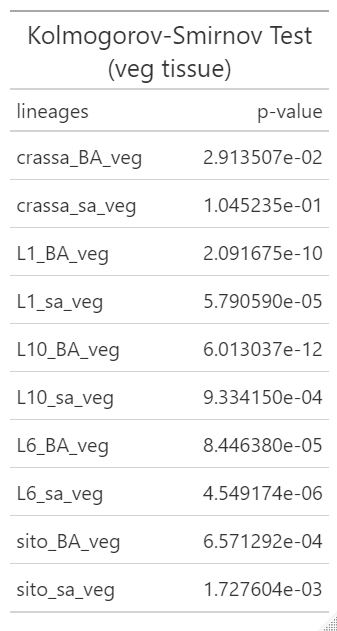 Kolmogorov-Smirnov Test
(veg tissue)
lineages p-value
crassa_BA_veg 2.913507e-02
crassa_sa_veg 1.045235e-01
L1_BA_veg 2.091675e-10
L1_sa_veg 5.790590e-05
L10_BA_veg 6.013037e-12
L10_sa_veg 9.334150e-04
L6_BA_veg 8.446380e-05
L6_sa_veg 4.549174e-06
sito_BA_veg 6.571292e-04
sito_sa_veg 1.727604e-03